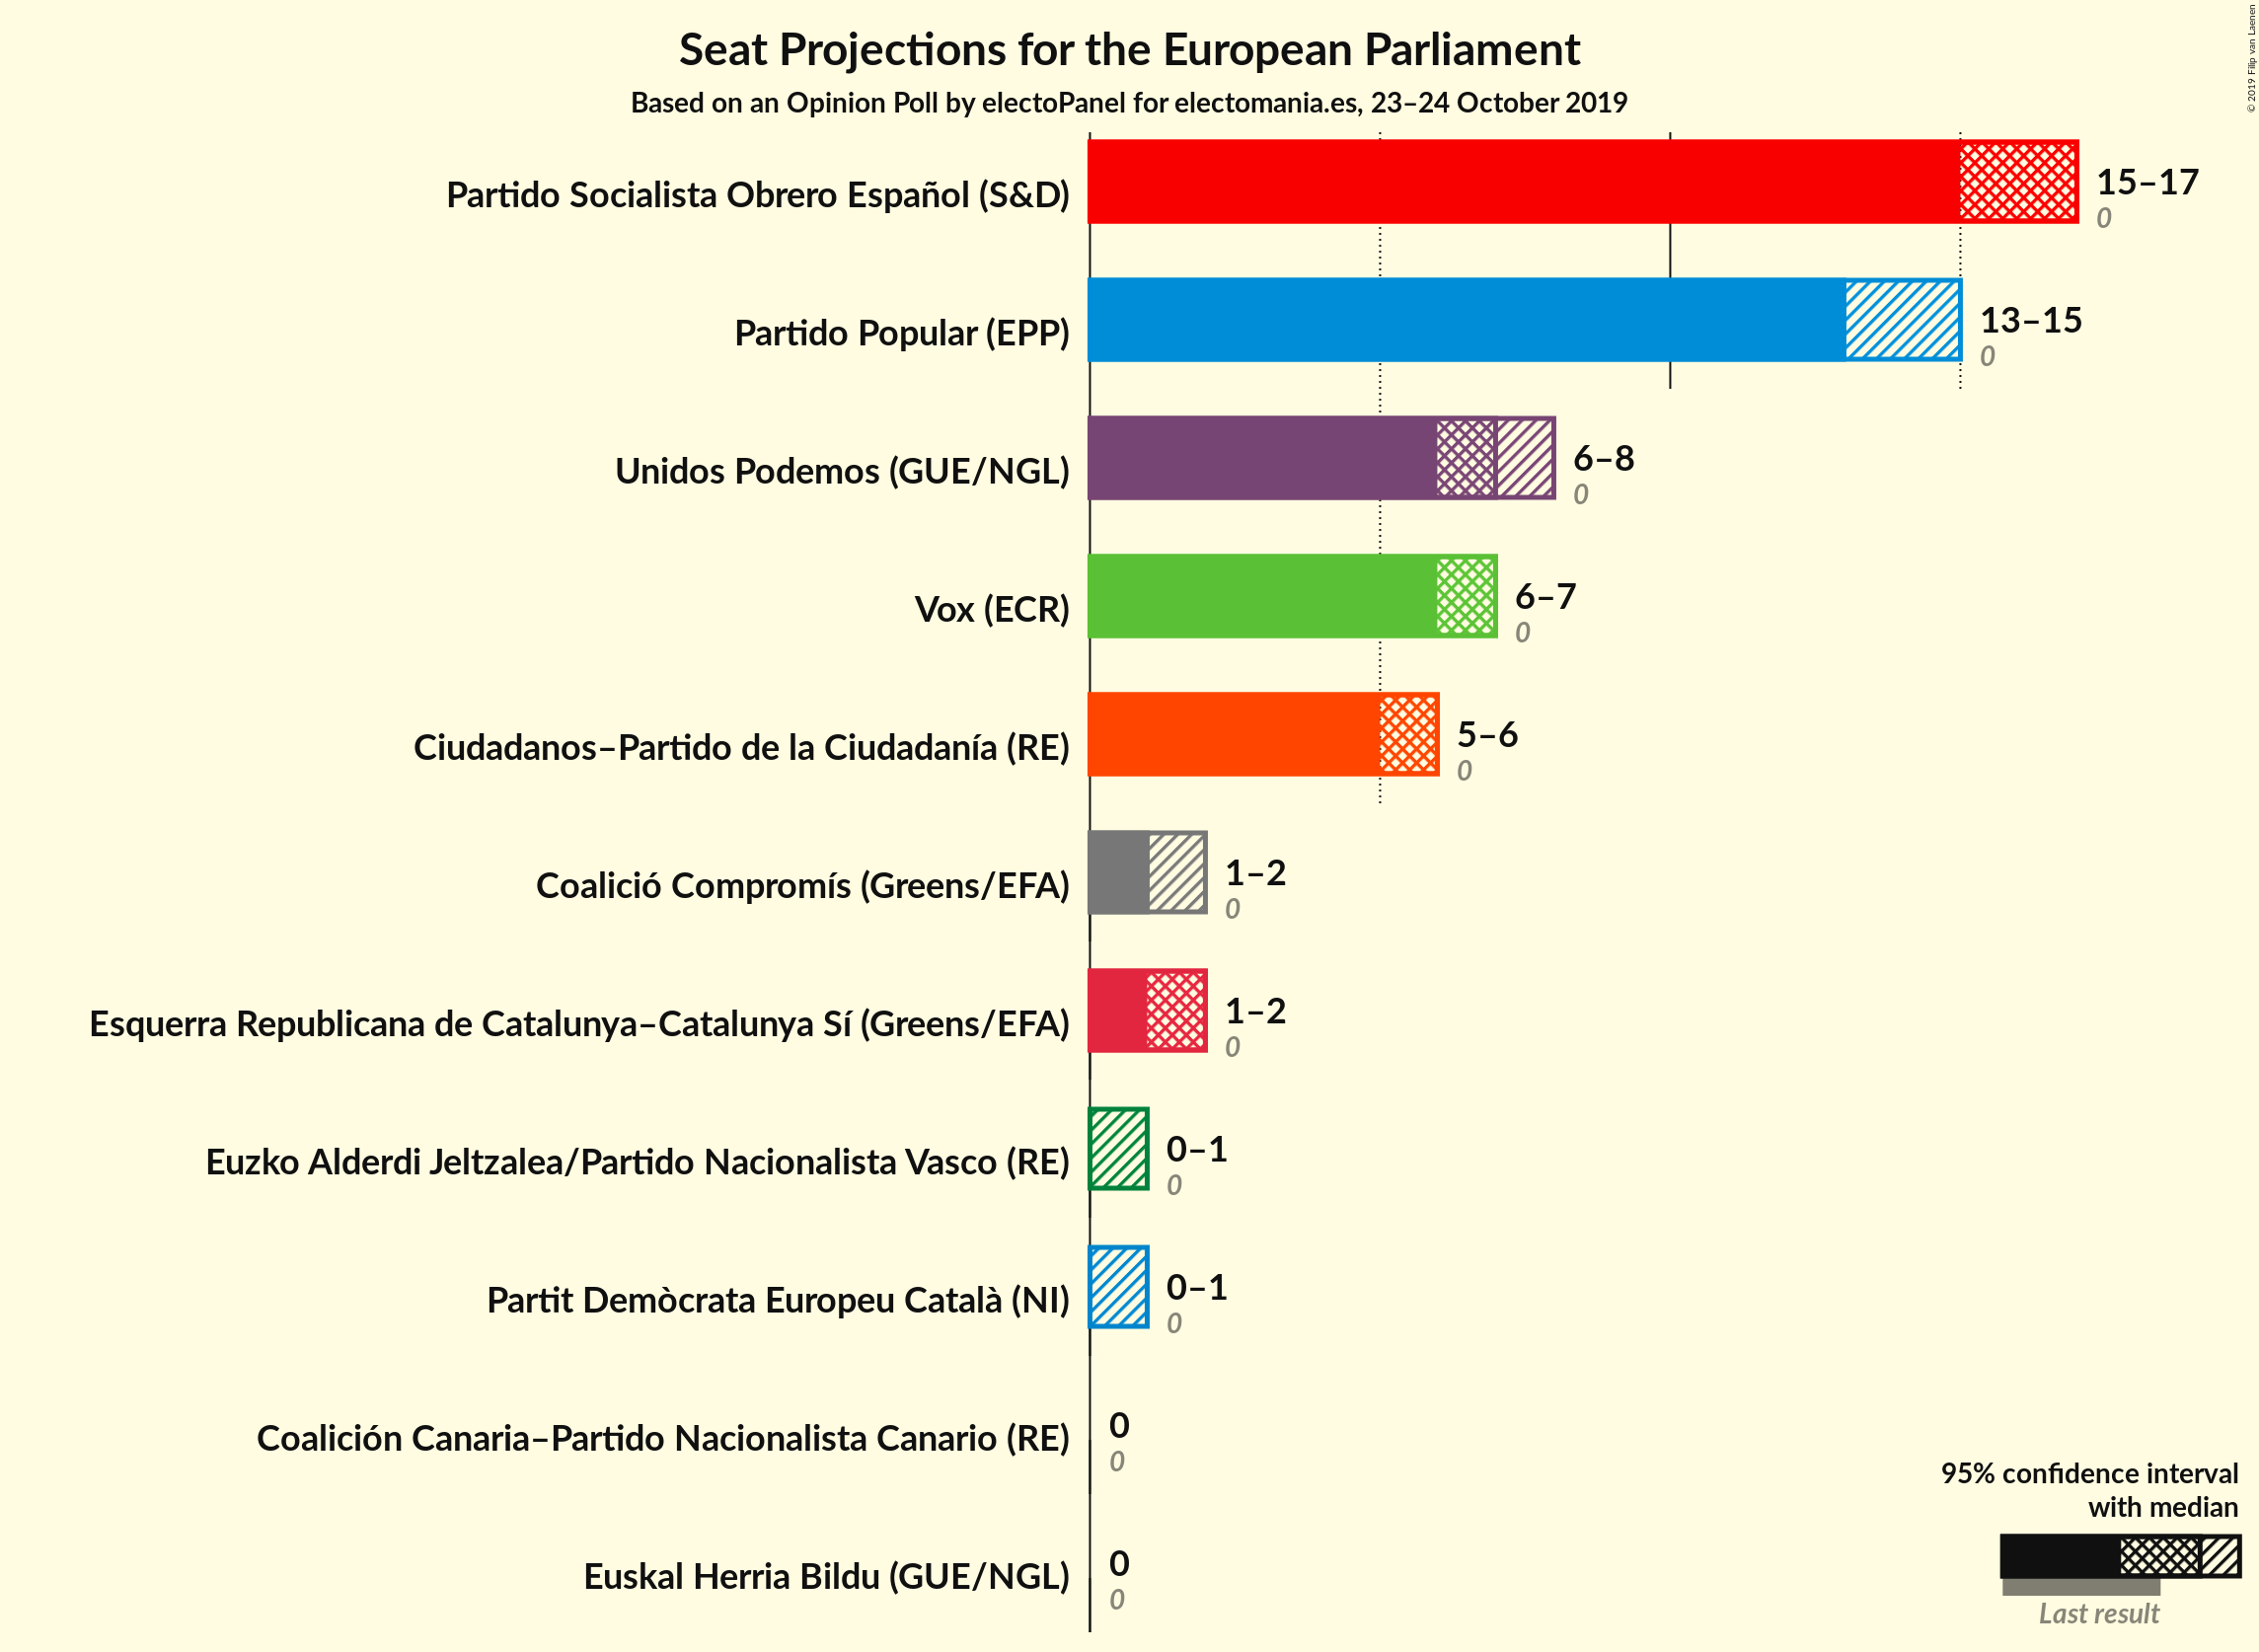 Seat Projections for the European Parliament
Based on an Opinion Poll by electoPanel for electomania.es, 23–24 October 2019
© 2019 Filip van Laenen
Partido Socialista Obrero Español (S&D)
15–17
0
Partido Popular (EPP)
13–15
0
Unidos Podemos (GUE/NGL)
6–8
0
Vox (ECR)
6–7
0
Ciudadanos–Partido de la Ciudadanía (RE)
5–6
0
Coalició Compromís (Greens/EFA)
1–2
0
Esquerra Republicana de Catalunya–Catalunya Sí (Greens/EFA)
1–2
0
Euzko Alderdi Jeltzalea/Partido Nacionalista Vasco (RE)
0–1
0
Partit Demòcrata Europeu Català (NI)
0–1
0
Coalición Canaria–Partido Nacionalista Canario (RE)
0
0
Euskal Herria Bildu (GUE/NGL)
0
0
95% confidence interval
with median
Last result